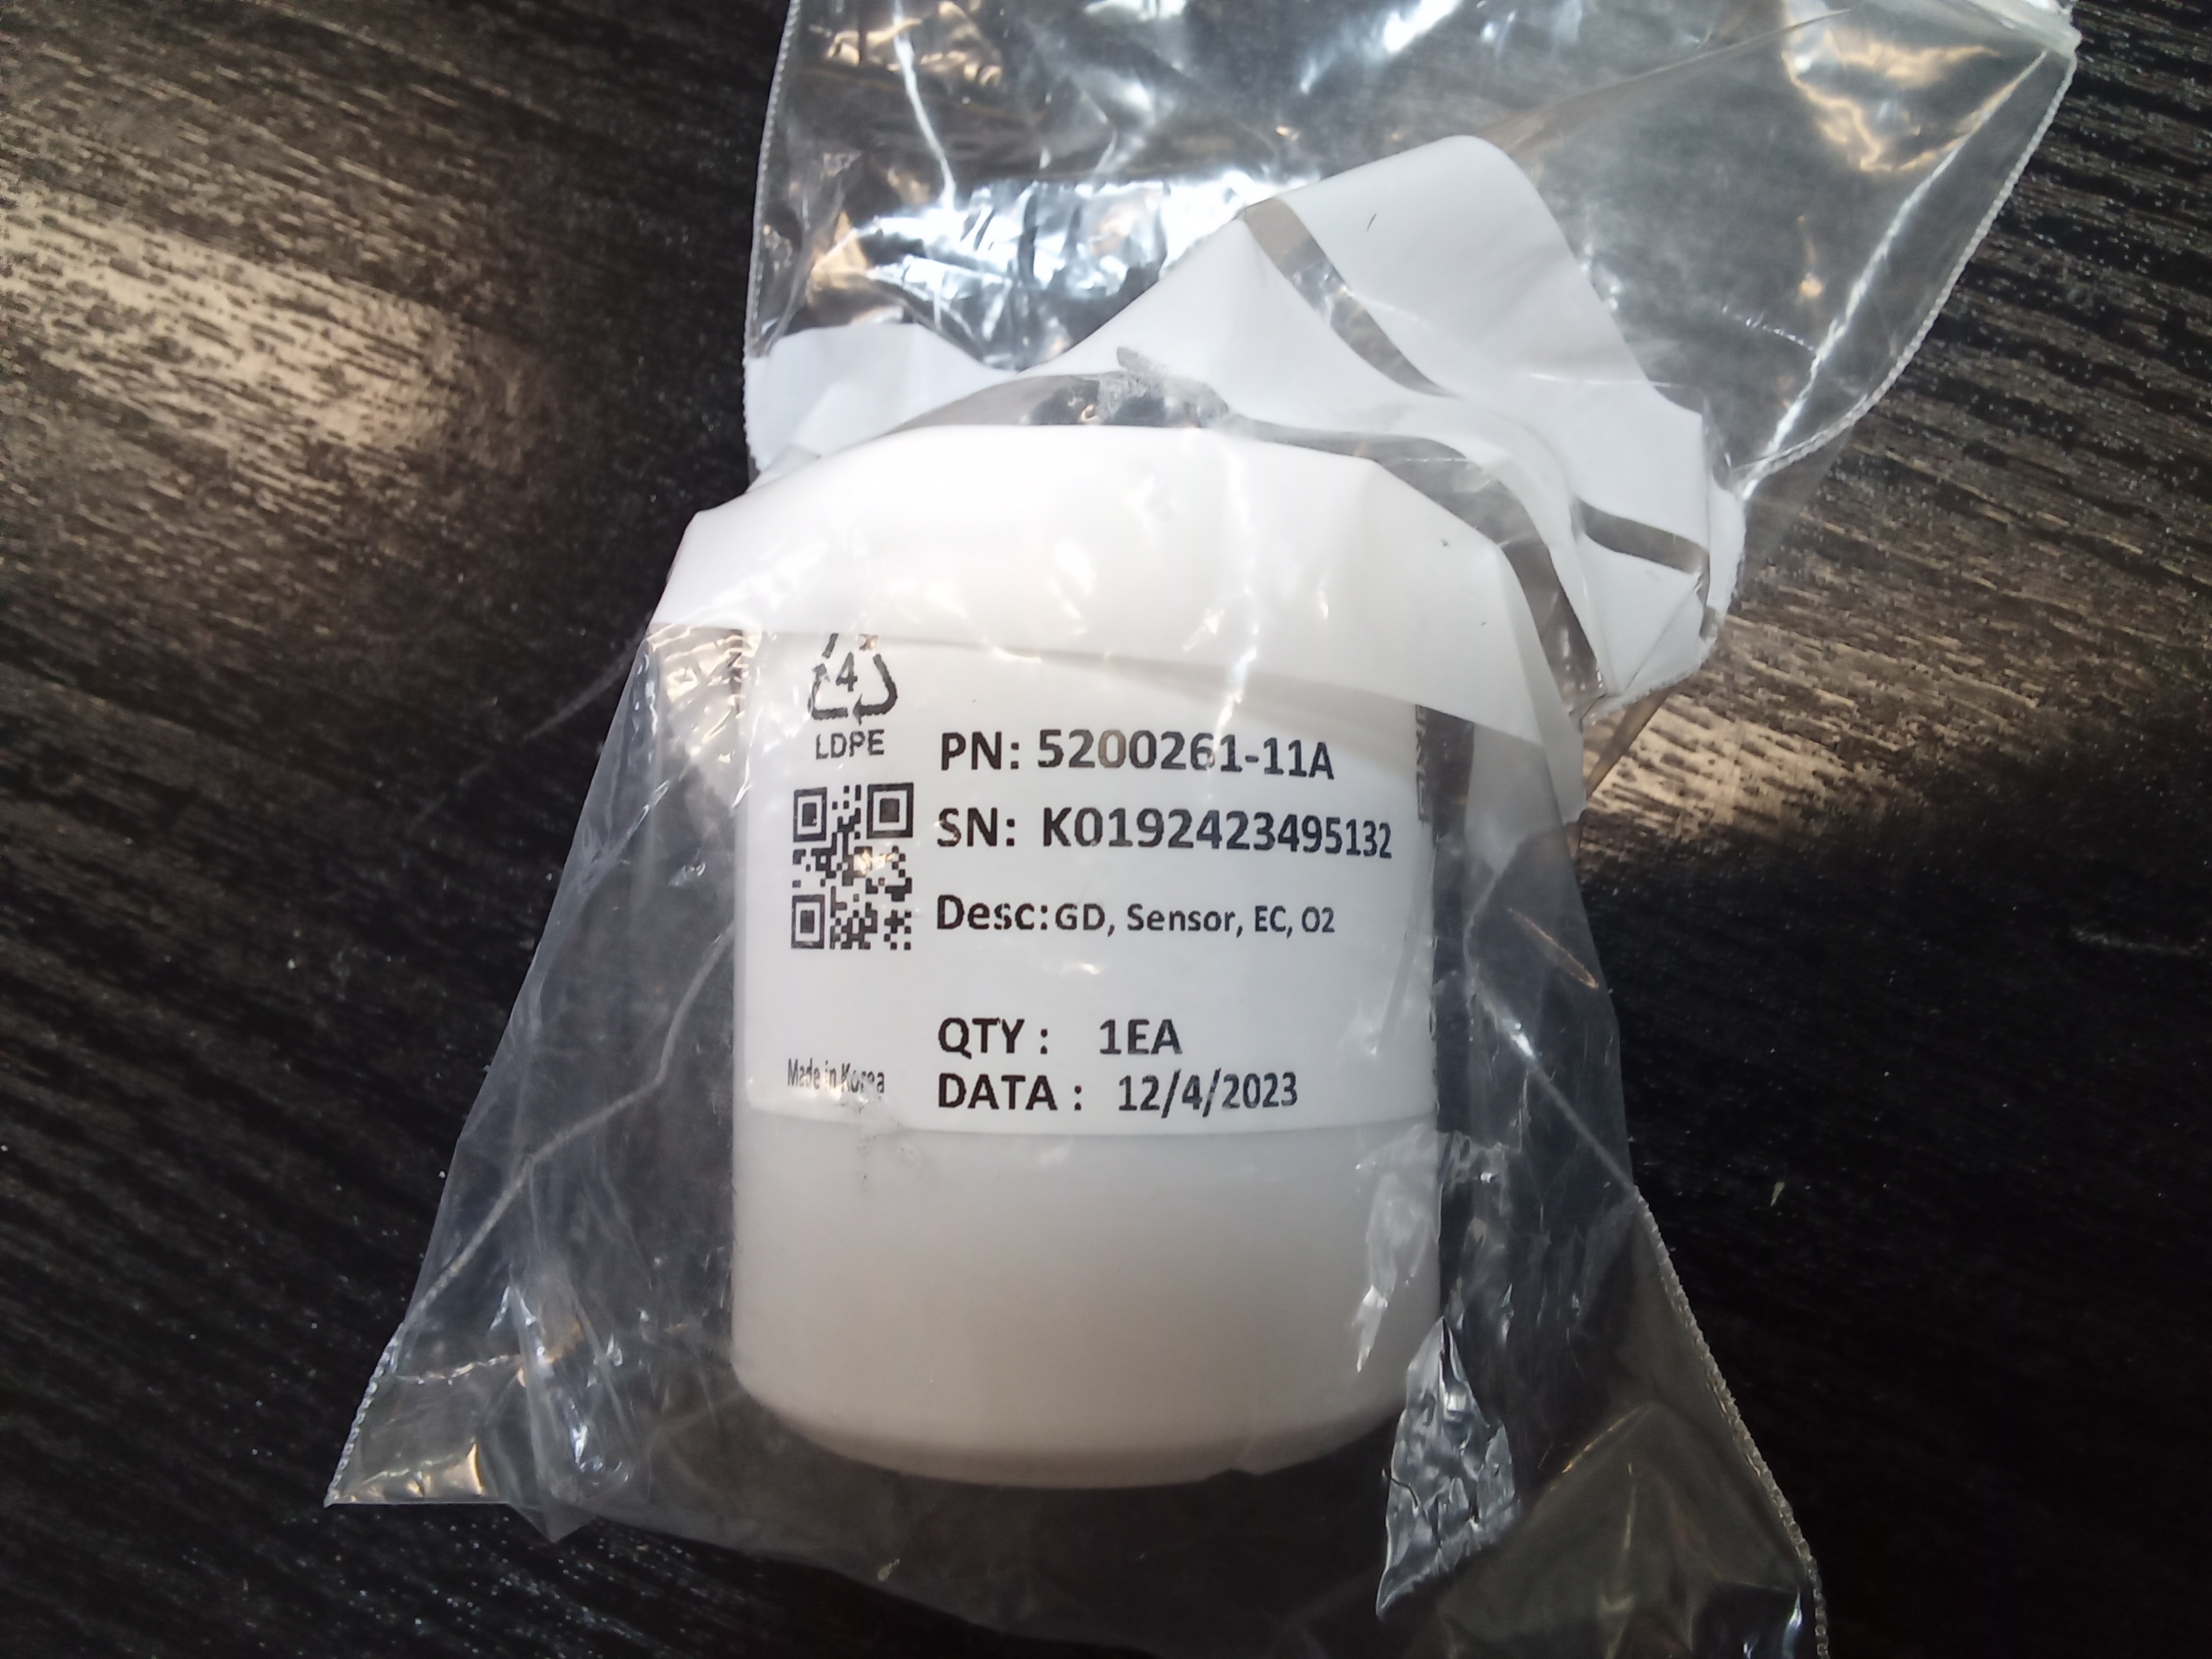 4
LDPE
PN: 5200261-11A
SN: K0192423495132
Desc:GD, Sensor, EC, O2
QTY : 1EA
Made in Korea
DATA : 12/4/2023